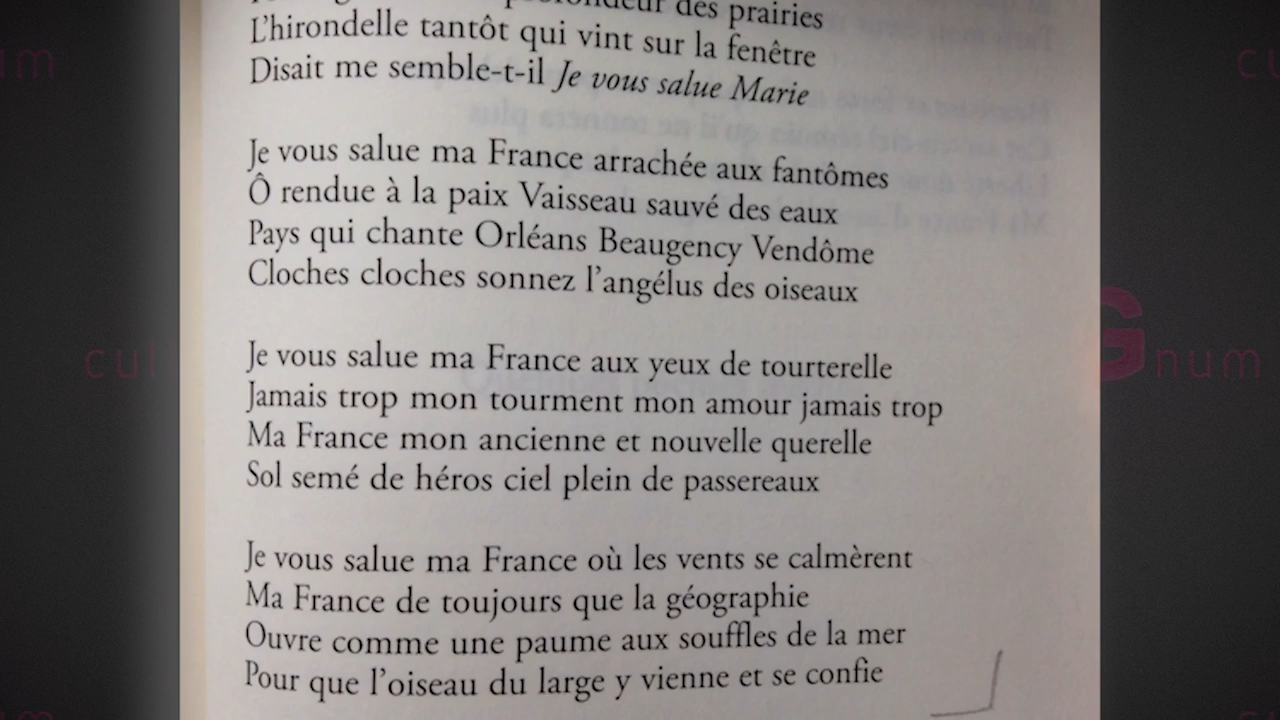 des prairies
L'hirondelle tantôt qui vint sur la fenêtre
Disait me semble-t-il Je vous salue Marie
Je vous salue ma France arrachée aux fantômes
Ô rendue à la paix Vaisseau sauvé des eaux
Pays qui chante Orléans Beaugency Vendôme
Cloches cloches sonnez l'angélus des oiseaux
Je vous salue ma France aux yeux de tourterelle
Jamais trop mon tourment mon amour jamais trop
Ma France mon ancienne et nouvelle querelle
Sol semé de héros ciel plein de passereaux
Je vous salue ma France où les vents se calmèrent
Ma France de toujours que la géographie
Ouvre comme une paume aux souffles de la mer
Pour que l'oiseau du large y vienne et se confie
cul
Gnum